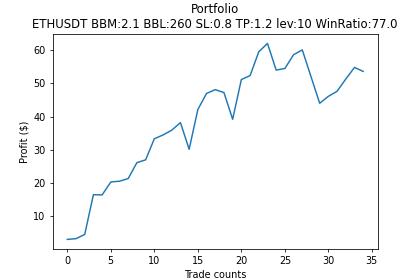 Portfolio
ETHUSDT BBM:2.1 BBL:260 SL:0.8 TP:1.2 lev:10 WinRatio:77.0
60
50
40
30
20
10
Profit ($)
0 5 10 15 20 25 30 35
Trade counts